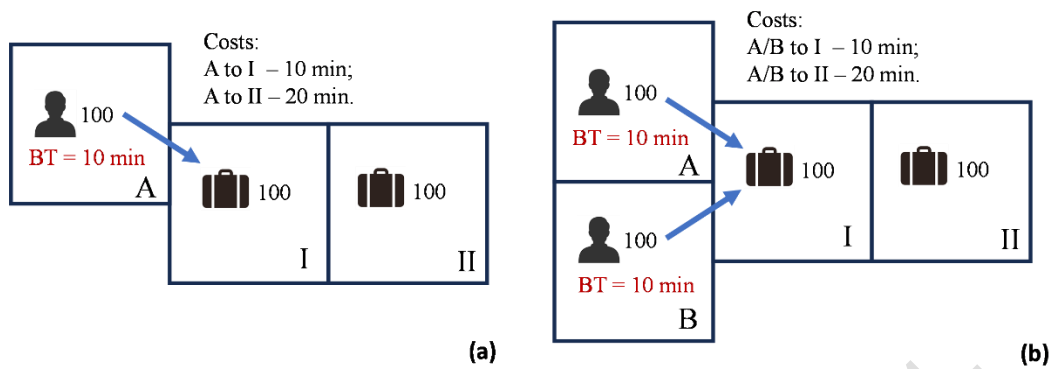 Costs:
A to I – 10 min;
A to II – 20 min.
100
BT = 10 min
A
100
100
I
II
(a)
Costs:
A/B to I – 10 min;
A/B to II – 20 min.
100
BT = 10 min
A
100
100
100
BT = 10 min
I
II
B
(b)